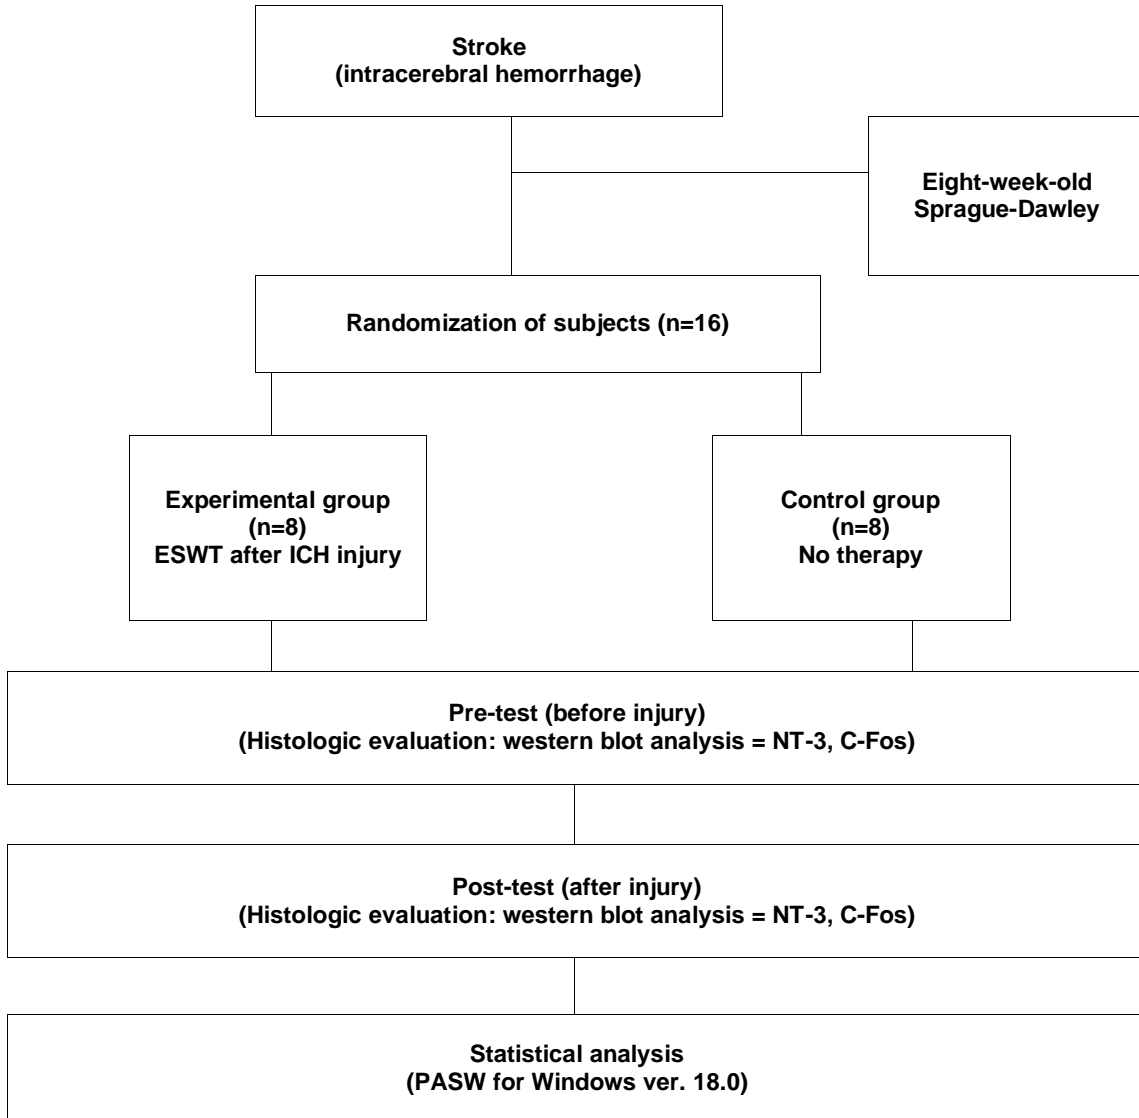 Stroke
(intracerebral hemorrhage)
Eight-week-old
Sprague-Dawley
Randomization of subjects (n=16)
Experimental group
(n=8)
ESWT after ICH injury
Control group
(n=8)
No therapy
Pre-test (before injury)
(Histologic evaluation: western blot analysis = NT-3, C-Fos)
Post-test (after injury)
(Histologic evaluation: western blot analysis = NT-3, C-Fos)
Statistical analysis
(PASW for Windows ver. 18.0)